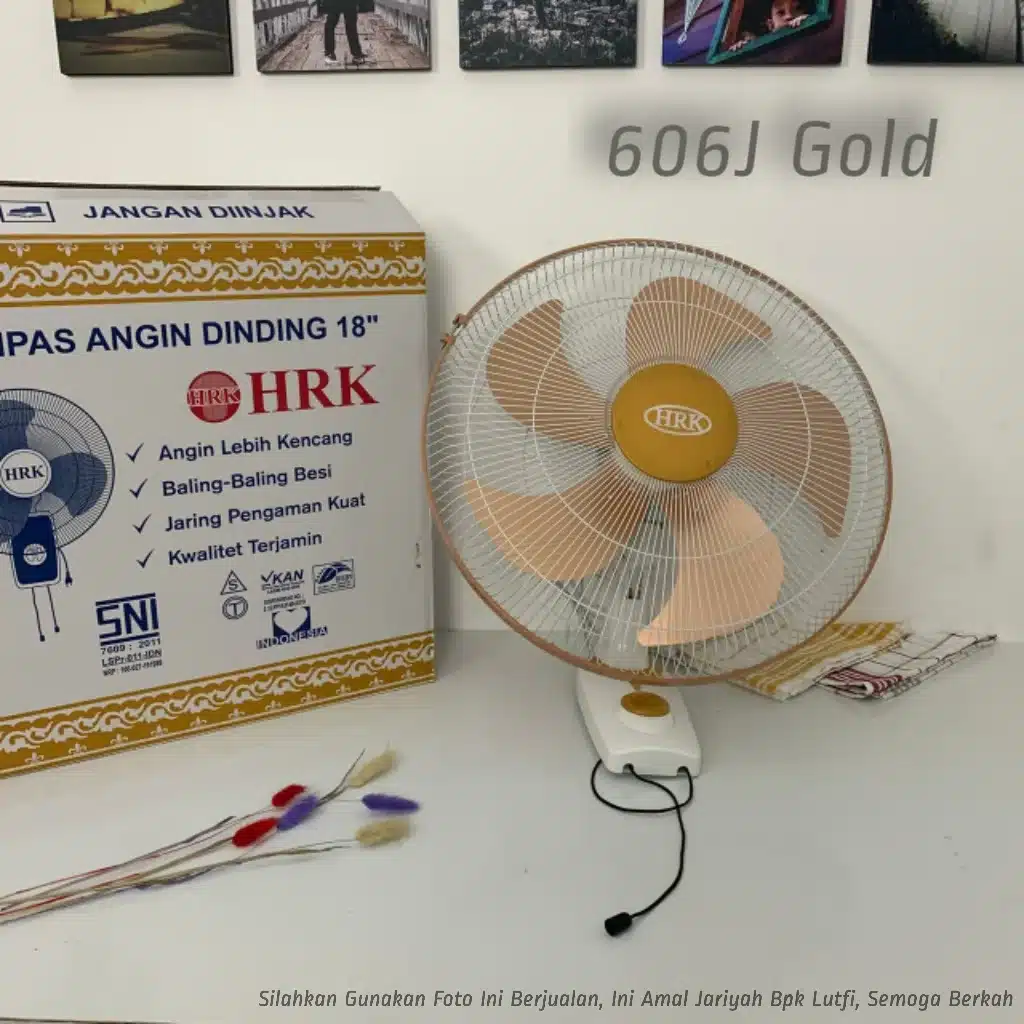 606J Gold
JANGAN DIINJAK
IPAS ANGIN DINDING 18"
HRK HRK
✓ Angin Lebih Kencang
✓ Baling-Baling Besi
✓ Jaring Pengaman Kuat
✓ Kwalitet Terjamin
HRK
HRK
S
KAN
T
SNI
7609 : 2011
LSPr-011-IDN
INDONESIA
Silahkan Gunakan Foto Ini Berjualan, Ini Amal Jariyah Bpk Lutfi, Semoga Berkah